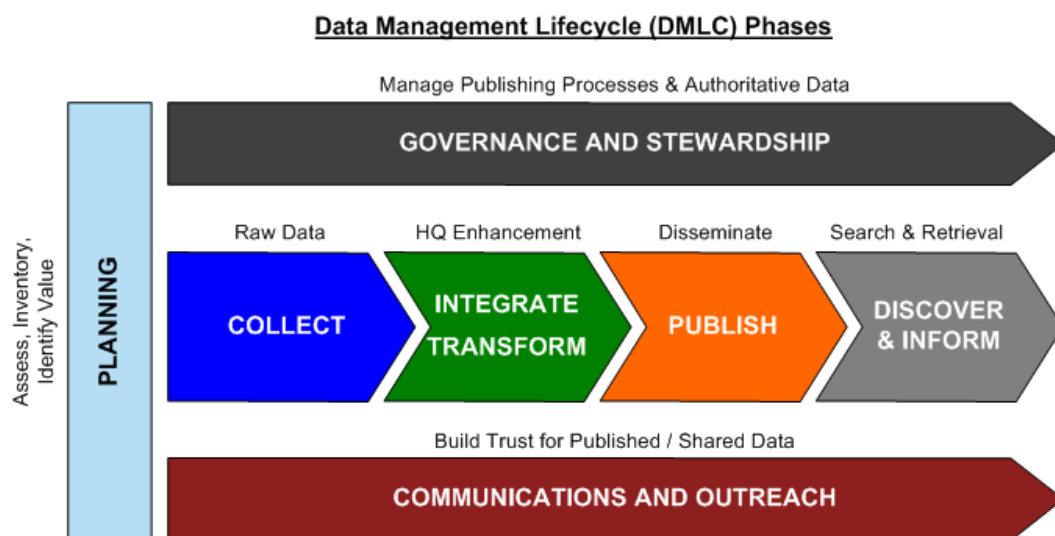 Data Management Lifecycle (DMLC) Phases
Manage Publishing Processes & Authoritative Data
GOVERNANCE AND STEWARDSHIP
Assess, Inventory,
Identify Value
PLANNING
Raw Data
COLLECT
HQ Enhancement
INTEGRATE
TRANSFORM
Disseminate
PUBLISH
Search & Retrieval
DISCOVER
& INFORM
Build Trust for Published / Shared Data
COMMUNICATIONS AND OUTREACH